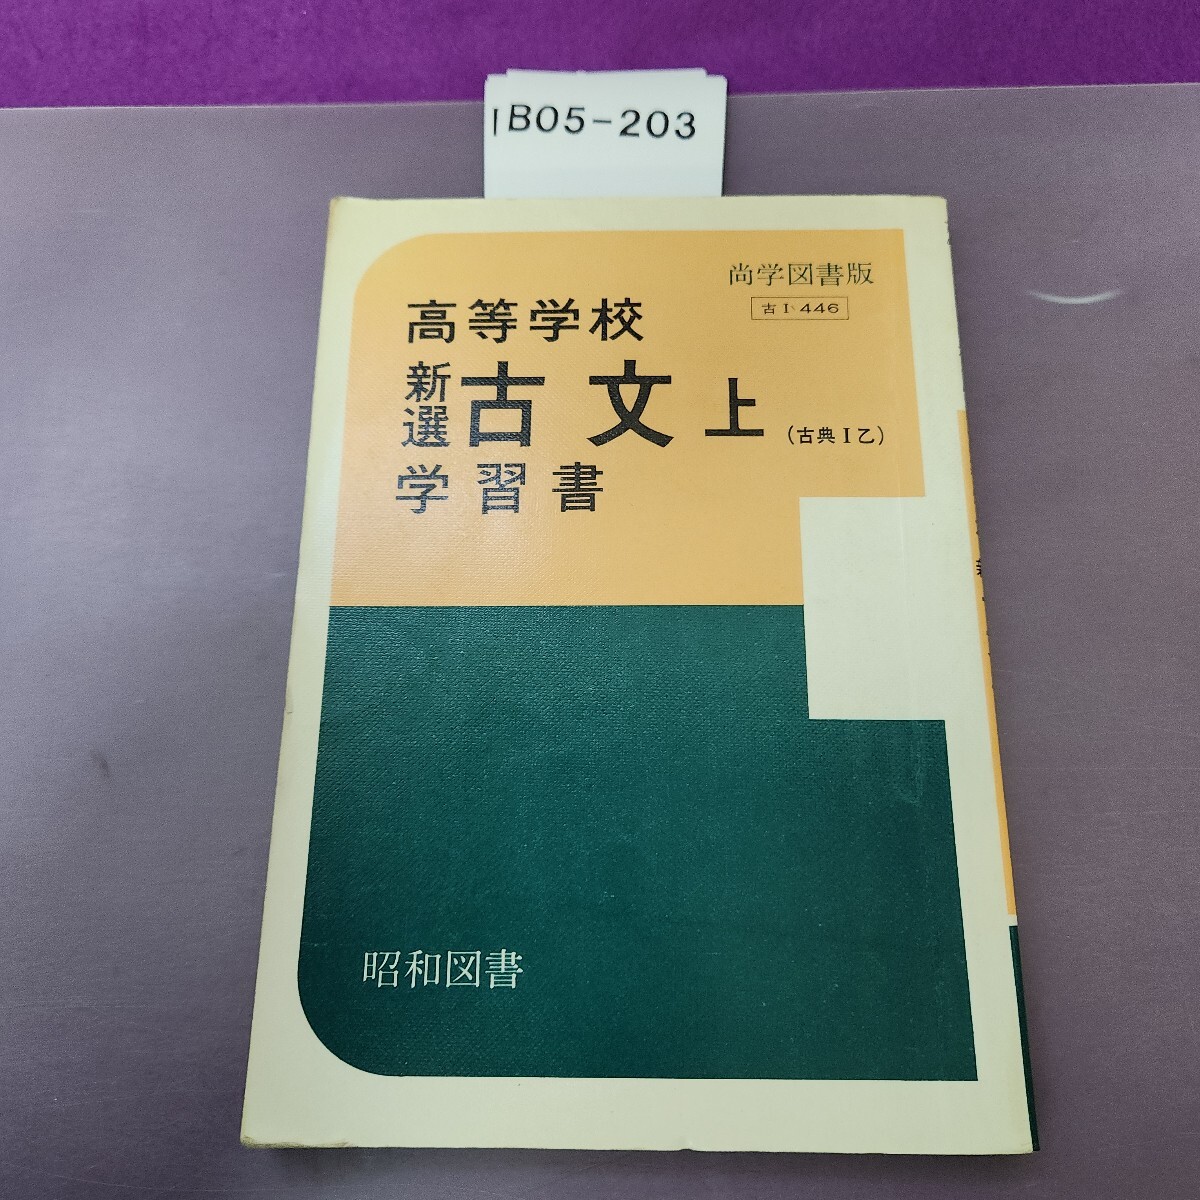 IB05-203
尚学図書版
古Ⅰ 446
高等学校
新選 古文 上 (古典Ⅰ乙)
学習書
昭和図書